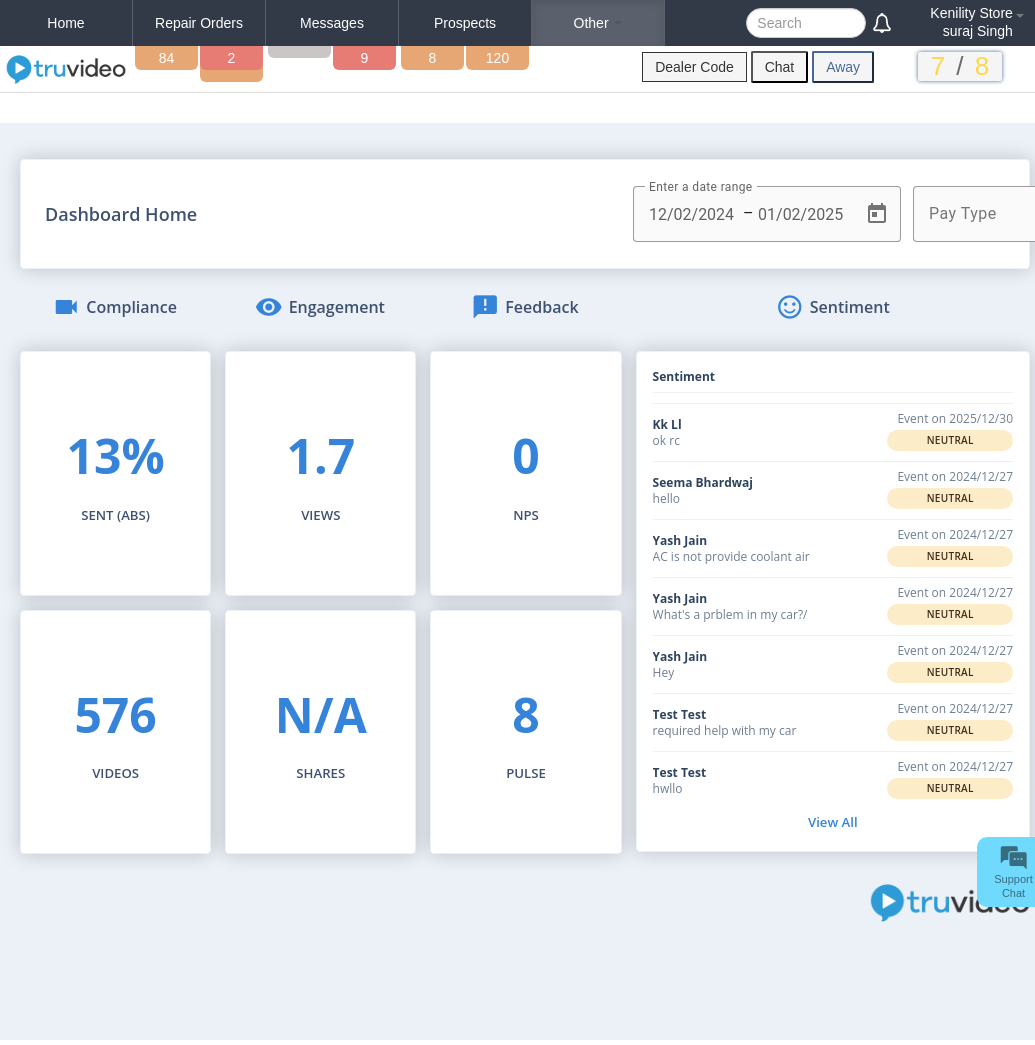 Home
Repair Orders
Messages
Prospects
Other
Search
Kenility Store
suraj Singh
truvideo
84
2
9
8
120
Dealer Code
Chat
Away
7 / 8
Dashboard Home
Enter a date range
12/02/2024 – 01/02/2025
Pay Type
Compliance
Engagement
Feedback
Sentiment
13%
SENT (ABS)
1.7
VIEWS
0
NPS
576
VIDEOS
N/A
SHARES
8
PULSE
Sentiment
Kk Ll
ok rc
Event on 2025/12/30
NEUTRAL
Seema Bhardwaj
hello
Event on 2024/12/27
NEUTRAL
Yash Jain
AC is not provide coolant air
Event on 2024/12/27
NEUTRAL
Yash Jain
What's a prblem in my car?/
Event on 2024/12/27
NEUTRAL
Yash Jain
Hey
Event on 2024/12/27
NEUTRAL
Test Test
required help with my car
Event on 2024/12/27
NEUTRAL
Test Test
hwllo
Event on 2024/12/27
NEUTRAL
View All
Support
Chat
truvideo